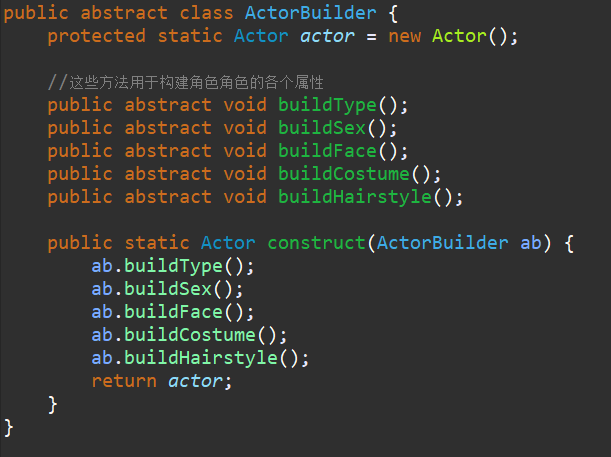 public abstract class ActorBuilder {
    protected static Actor actor = new Actor();
    //这些方法用于构建角色角色的各个属性
    public abstract void buildType();
    public abstract void buildSex();
    public abstract void buildFace();
    public abstract void buildCostume();
    public abstract void buildHairstyle();
    public static Actor construct(ActorBuilder ab) {
        ab.buildType();
        ab.buildSex();
        ab.buildFace();
        ab.buildCostume();
        ab.buildHairstyle();
        return actor;
    }
}